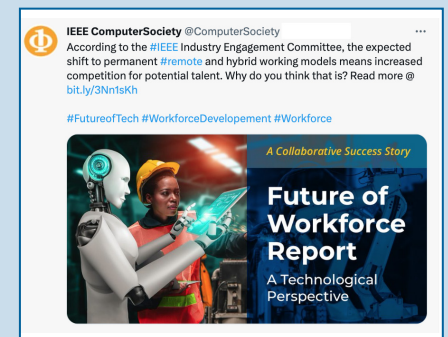 IEEE ComputerSociety @ComputerSociety
According to the #IEEE Industry Engagement Committee, the expected
shift to permanent #remote and hybrid working models means increased
competition for potential talent. Why do you think that is? Read more @
bit.ly/3Nn1sKh
#FutureofTech #WorkforceDevelopement #Workforce
A Collaborative Success Story
Future of
Workforce
Report
A Technological
Perspective